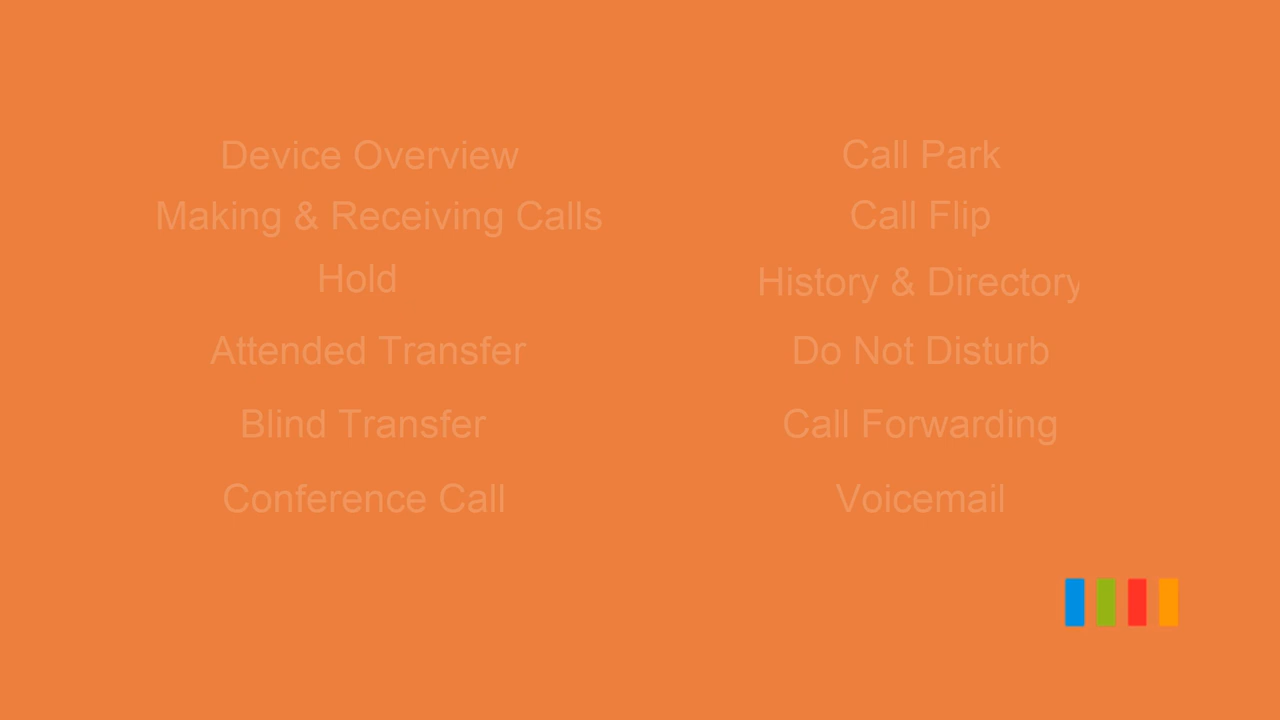 Device Overview
Making & Receiving Calls
Hold
Attended Transfer
Blind Transfer
Conference Call
Call Park
Call Flip
History & Directory
Do Not Disturb
Call Forwarding
Voicemail